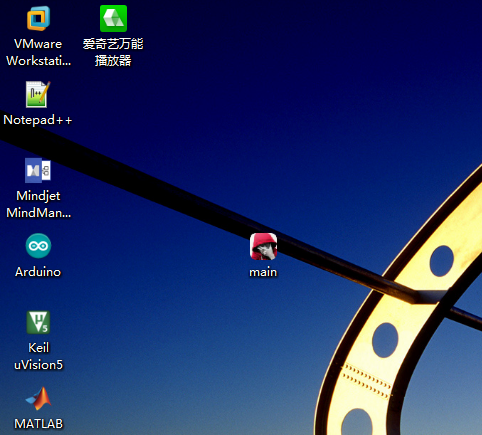 VMware
Workstati...
爱奇艺万能
播放器
Notepad++
Mindjet
MindMan...
Arduino
main
Keil
uVision5
MATLAB